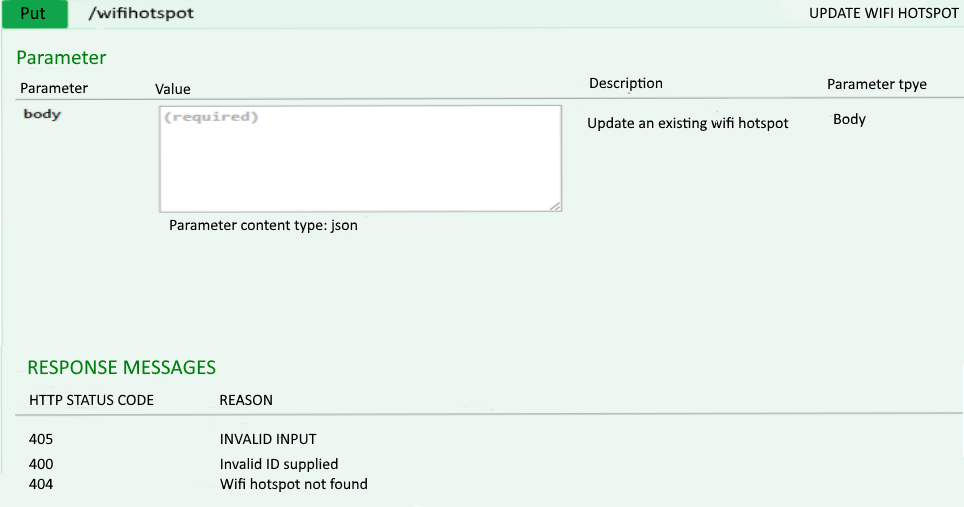 Put /wifihotspot UPDATE WIFI HOTSPOT
Parameter
Parameter Value Description Parameter tpye
body (required) Update an existing wifi hotspot Body
Parameter content type: json
RESPONSE MESSAGES
HTTP STATUS CODE REASON
405 INVALID INPUT
400 Invalid ID supplied
404 Wifi hotspot not found